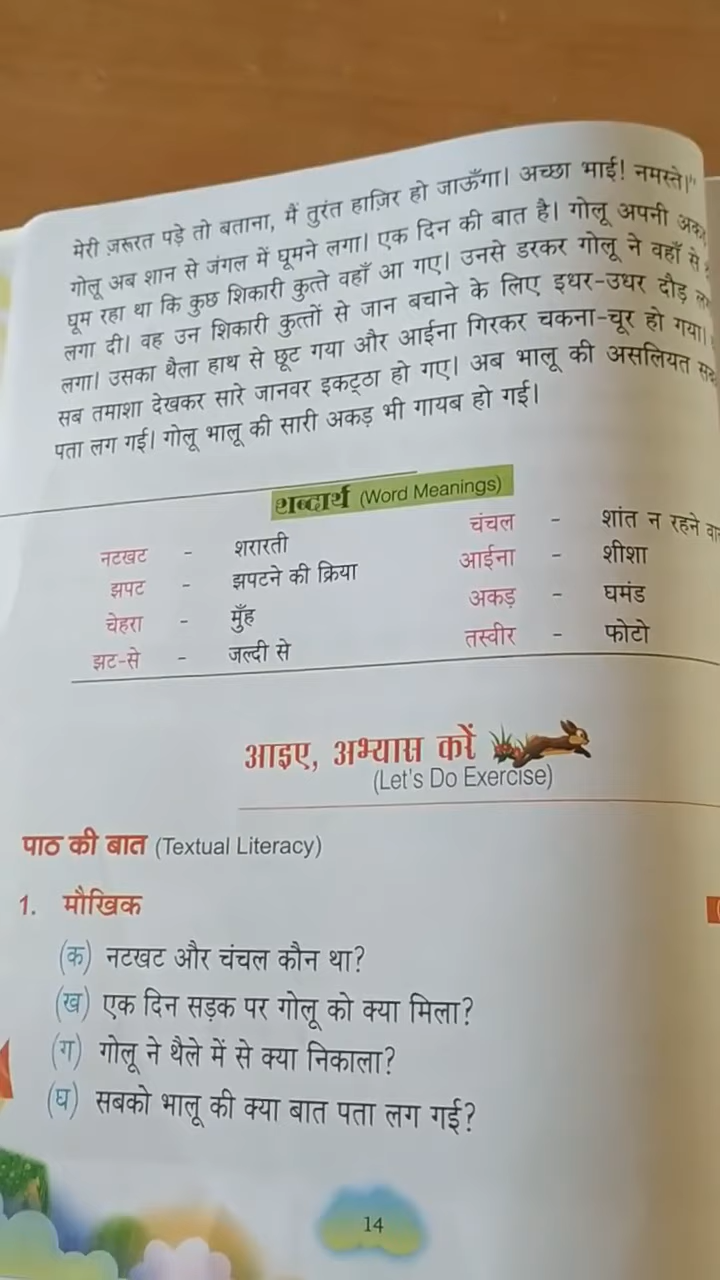 मेरी ज़रूरत पड़े तो बताना, मैं तुरंत हाज़िर हो जाऊँगा। अच्छा भाई! नमस्ते।"
गोलू अब शान से जंगल में घूमने लगा। एक दिन की बात है। गोलू अपनी
घूम रहा था कि कुछ शिकारी कुत्ते वहाँ आ गए। उनसे डरकर गोलू ने वहाँ से
लगा दी। वह उन शिकारी कुत्तों से जान बचाने के लिए इधर-उधर दौड़
लगा। उसका थैला हाथ से छूट गया और आईना गिरकर चकना-चूर हो गया।
सब तमाशा देखकर सारे जानवर इकट्ठा हो गए। अब भालू की असलियत
पता लग गई। गोलू भालू की सारी अकड़ भी गायब हो गई।
शब्दार्थ (Word Meanings)
नटखट - शरारती चंचल - शांत न रहने
झपट - झपटने की क्रिया आईना - शीशा
चेहरा - मुँह अकड़ - घमंड
झट-से - जल्दी से तस्वीर - फोटो
आइए, अभ्यास करें
(Let's Do Exercise)
पाठ की बात (Textual Literacy)
1. मौखिक
(क) नटखट और चंचल कौन था?
(ख) एक दिन सड़क पर गोलू को क्या मिला?
(ग) गोलू ने थैले में से क्या निकाला?
(घ) सबको भालू की क्या बात पता लग गई?
14